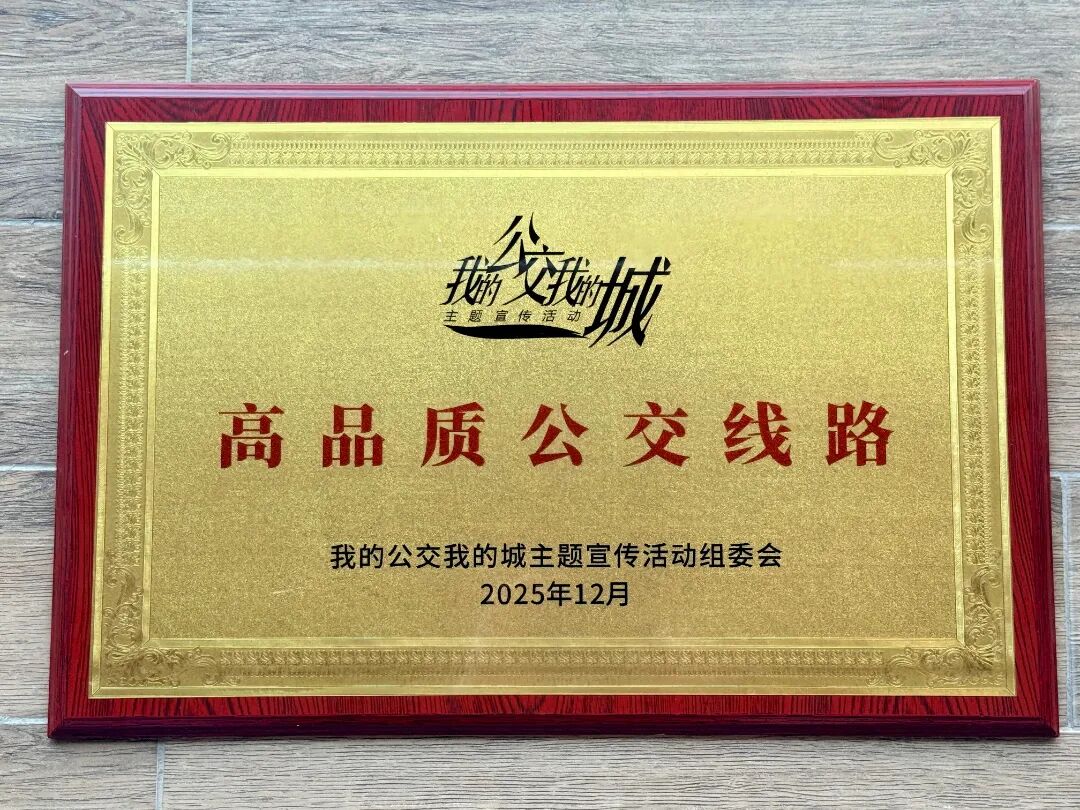 我的公交我的城
主题宣传活动
高品质公交线路
我的公交我的城主题宣传活动组委会
2025年12月